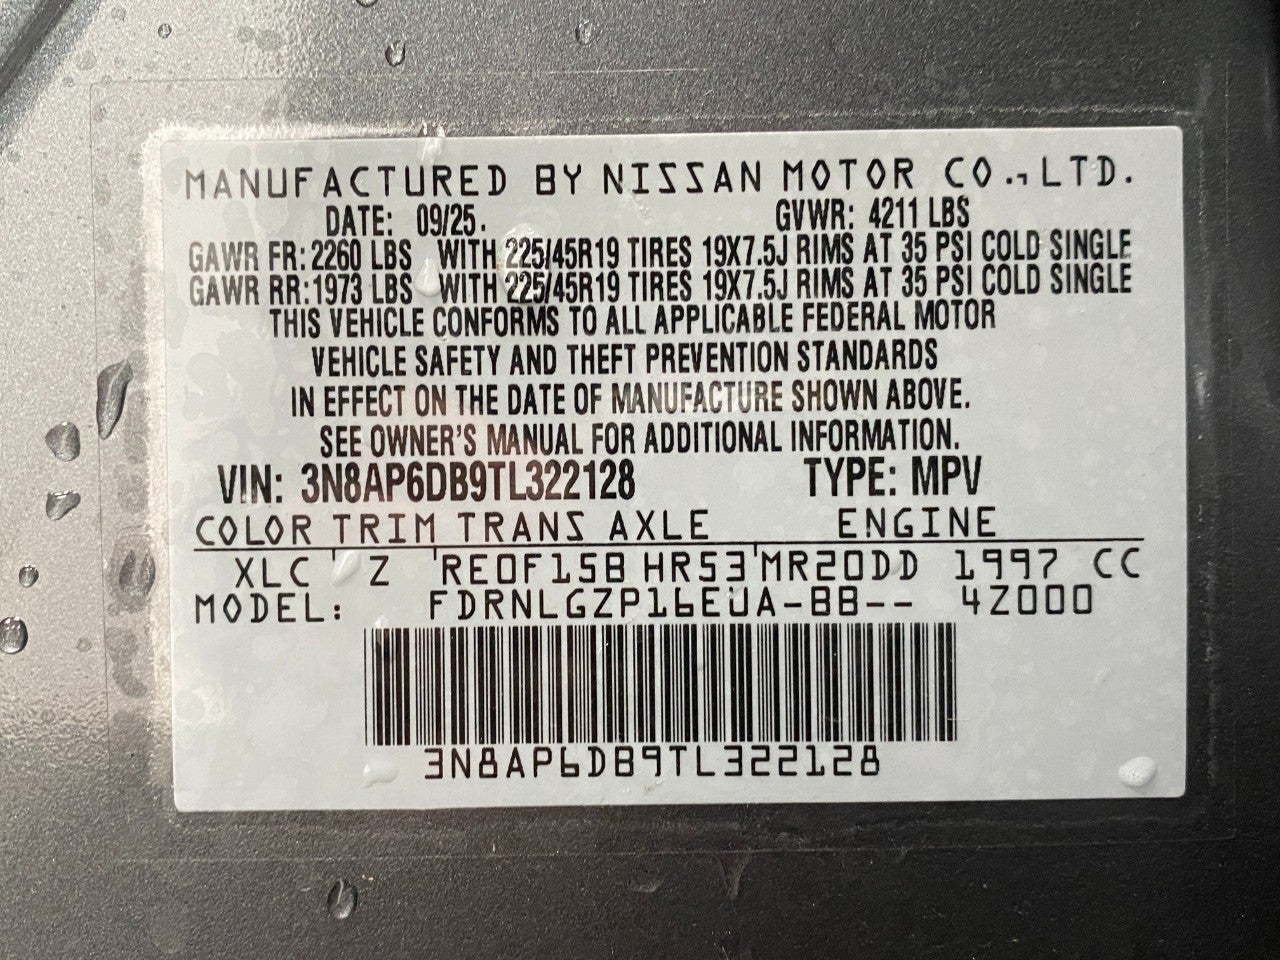 MANUFACTURED BY NISSAN MOTOR CO., LTD.
DATE: 09/25. GVWR: 4211 LBS
GAWR FR: 2260 LBS WITH 225/45R19 TIRES 19X7.5J RIMS AT 35 PSI COLD SINGLE
GAWR RR: 1973 LBS WITH 225/45R19 TIRES 19X7.5J RIMS AT 35 PSI COLD SINGLE
THIS VEHICLE CONFORMS TO ALL APPLICABLE FEDERAL MOTOR
VEHICLE SAFETY AND THEFT PREVENTION STANDARDS
IN EFFECT ON THE DATE OF MANUFACTURE SHOWN ABOVE.
SEE OWNER'S MANUAL FOR ADDITIONAL INFORMATION.
VIN: 3N8AP6DB9TL322128 TYPE: MPV
COLOR TRIM TRANS AXLE ENGINE
XLC Z RE0F15B HR53 MR20DD 1997 CC
MODEL: FDRNLGZP16EUA-BB-- 4Z000
3N8AP6DB9TL322128